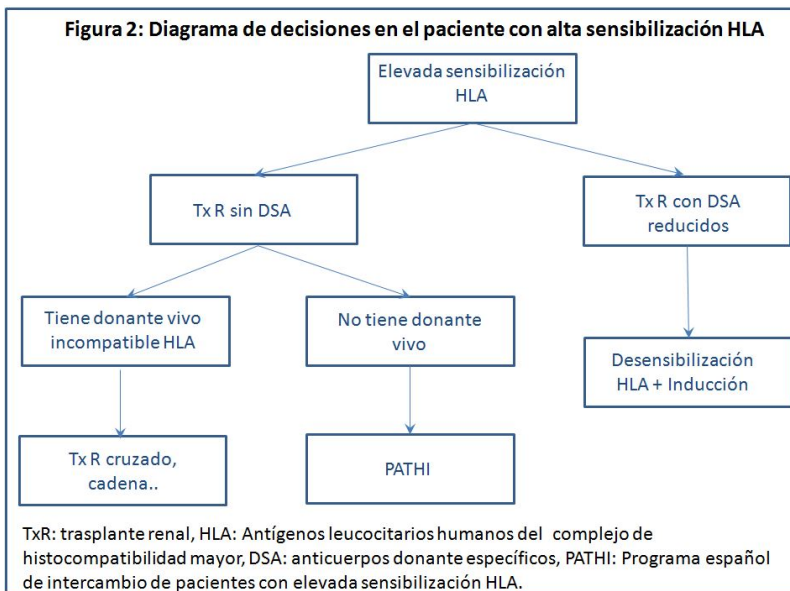 Figura 2: Diagrama de decisiones en el paciente con alta sensibilización HLA
Elevada sensibilización
HLA
Tx R sin DSA
Tx R con DSA
reducidos
Tiene donante vivo
incompatible HLA
No tiene donante
vivo
Desensibilización
HLA + Inducción
Tx R cruzado,
cadena..
PATHI
TxR: trasplante renal, HLA: Antígenos leucocitarios humanos del complejo de
histocompatibilidad mayor, DSA: anticuerpos donante específicos, PATHI: Programa español
de intercambio de pacientes con elevada sensibilización HLA.